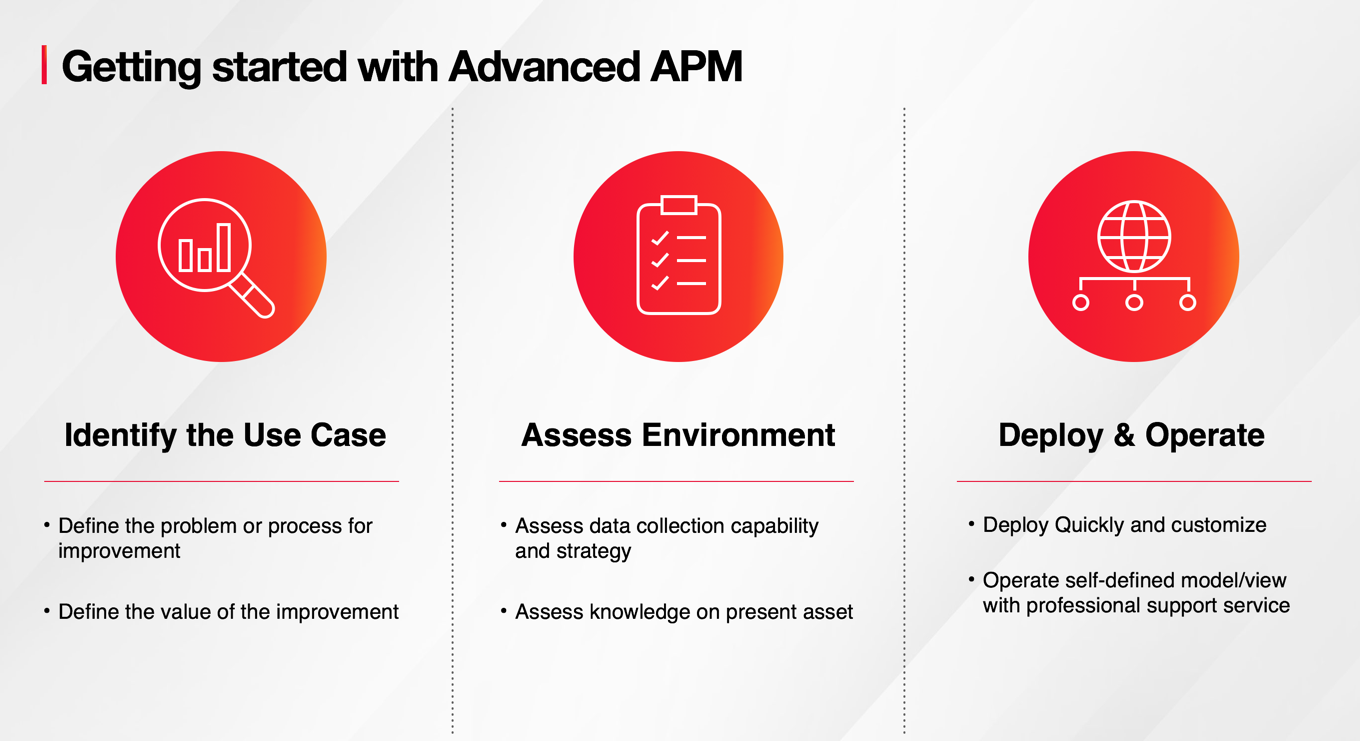 Getting started with Advanced APM
Identify the Use Case
• Define the problem or process for
improvement
• Define the value of the improvement
Assess Environment
• Assess data collection capability
and strategy
• Assess knowledge on present asset
Deploy & Operate
• Deploy Quickly and customize
• Operate self-defined model/view
with professional support service